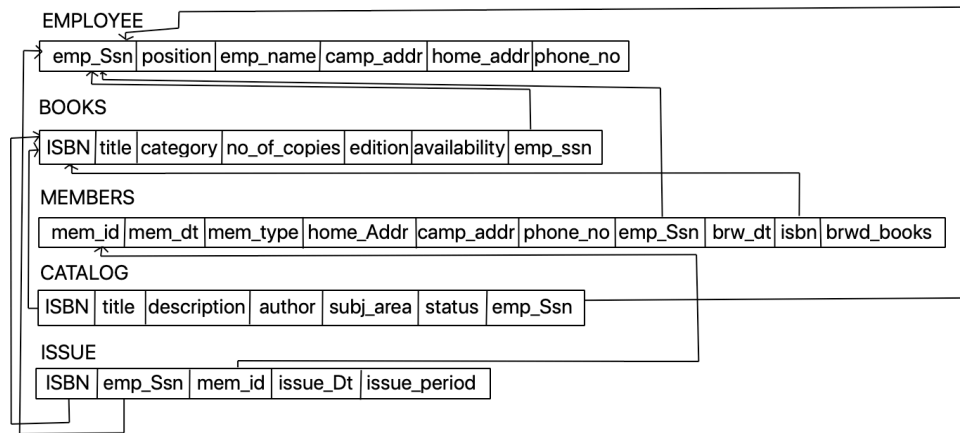 EMPLOYEE
emp_Ssn position emp_name camp_addr home_addr phone_no
BOOKS
ISBN title category no_of_copies edition availability emp_ssn
MEMBERS
mem_id mem_dt mem_type home_Addr camp_addr phone_no emp_Ssn brw_dt isbn brwd_books
CATALOG
ISBN title description author subj_area status emp_Ssn
ISSUE
ISBN emp_Ssn mem_id issue_Dt issue_period